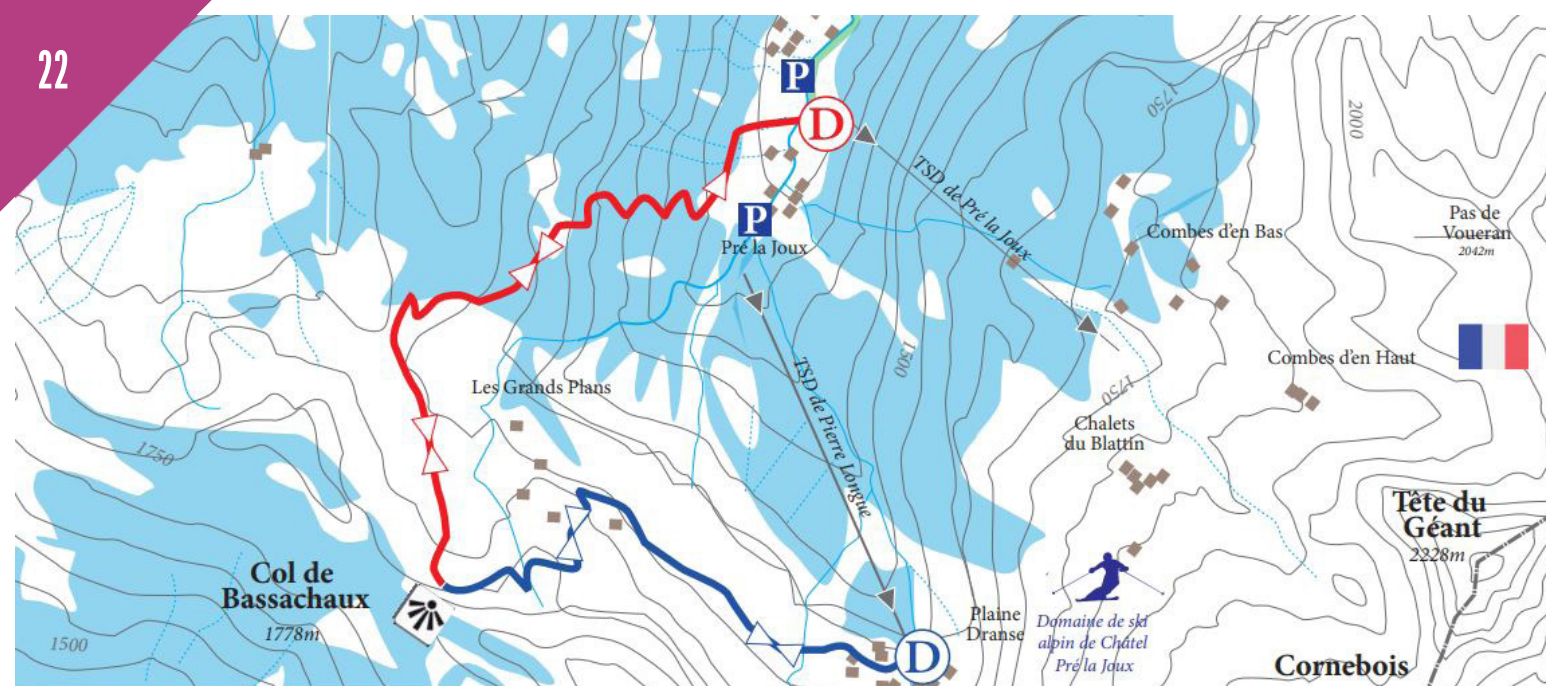 22
P
D
1750
2000
TSD de Pré la Joux
P
Pré la Joux
Combes d'en Bas
Pas de
Voueran
2042m
1500
Combes d'en Haut
TSD de Pierre Longue
Les Grands Plans
1750
Chalets
du Blattin
1750
Tête du
Géant
2228m
Col de
Bassachaux
1778m
1500
Plaine
Dranse
D
Domaine de ski
alpin de Châtel
Pré la Joux
Cornebois